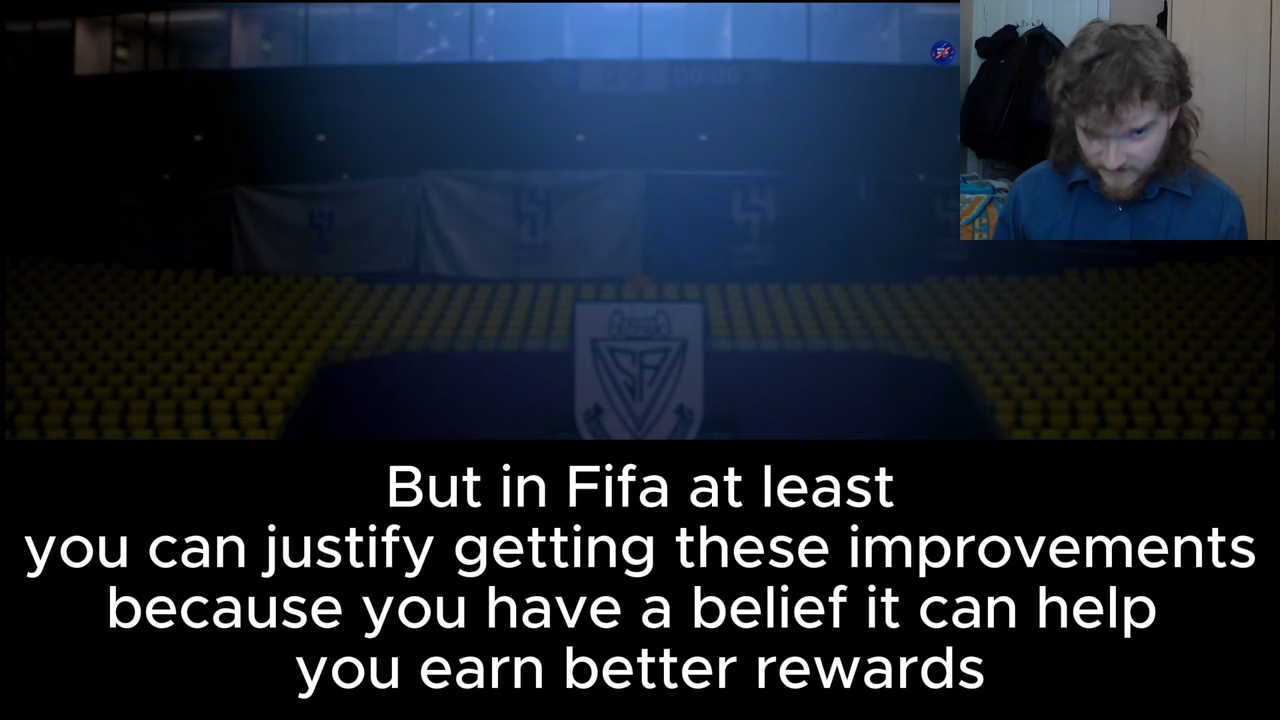 But in Fifa at least
you can justify getting these improvements
because you have a belief it can help
you earn better rewards